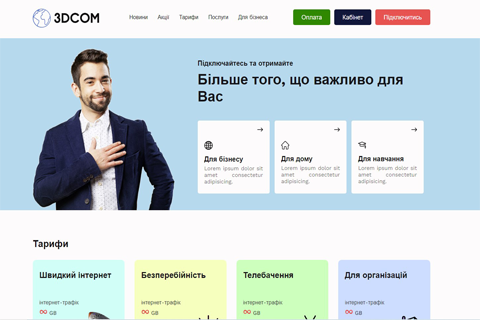 3DCOM
Новини Акції Тарифи Послуги Для бізнеса
Оплата Кабінет Підключитись
Підключайтесь та отримайте
Більше того, що важливо для
Вас
Для бізнесу
Lorem ipsum dolor sit
amet consectetur
adipisicing.
Для дому
Lorem ipsum dolor sit
amet consectetur
adipisicing.
Для навчання
Lorem ipsum dolor sit
amet consectetur
adipisicing.
Тарифи
Швидкий інтернет
інтернет-трафік
GB
Безперебійність
інтернет-трафік
GB
Телебачення
інтернет-трафік
GB
Для організацій
інтернет-трафік
GB